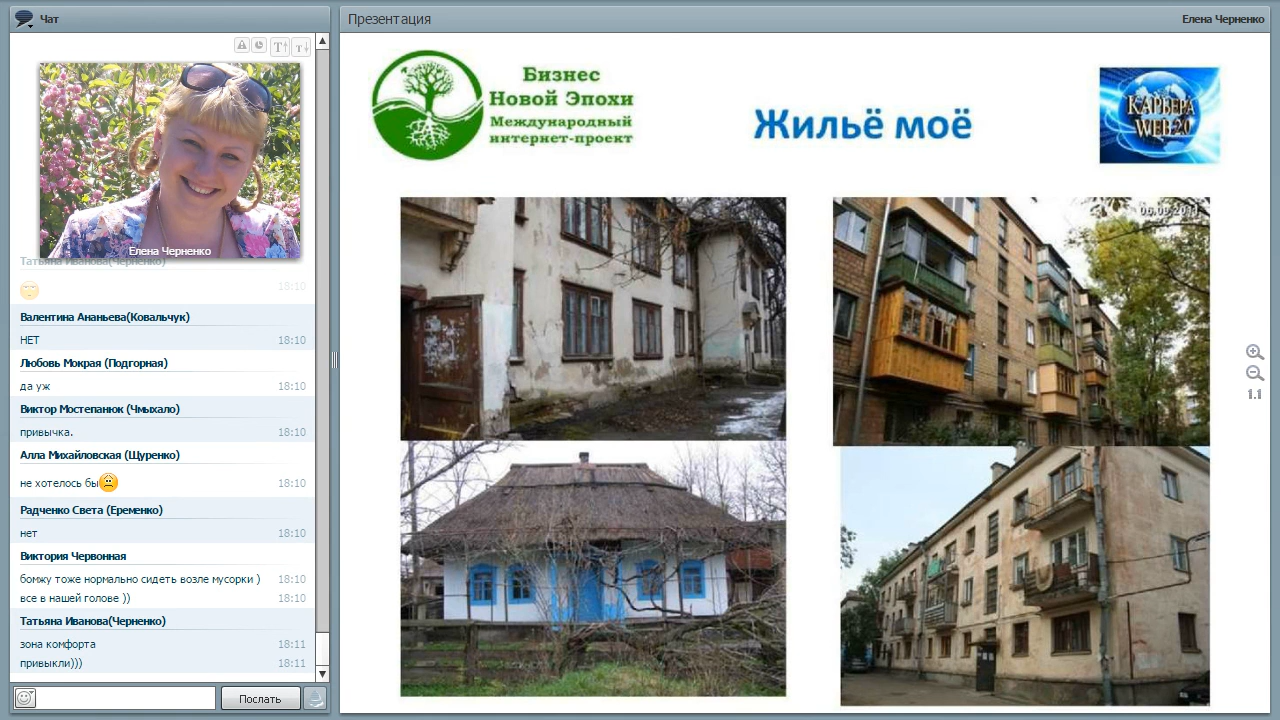 Чат
Татьяна Иванова(Черненко)
18:10
Елена Черненко
Валентина Ананьева(Ковальчук)
НЕТ 18:10
Любовь Мокрая (Подгорная)
да уж 18:10
Виктор Мостепанюк (Чмыхало)
привычка. 18:10
Алла Михайловская (Щуренко)
не хотелось бы 18:10
Радченко Света (Еременко)
нет 18:10
Виктория Червонная
бомжу тоже нормально сидеть возле мусорки ) 18:10
все в нашей голове )) 18:10
Татьяна Иванова(Черненко)
зона комфорта 18:11
привыкли))) 18:11
Послать
Презентация
Елена Черненко
Бизнес
Новой Эпохи
Международный
интернет-проект
Жильё моё
КАРЬЕРА
WEB 2.0
1.1